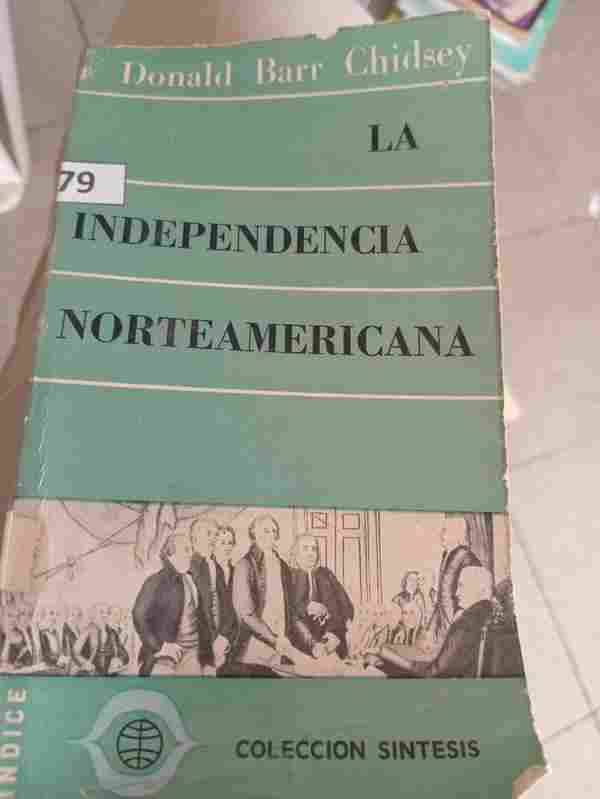 Donald Barr Chidsey
LA
79
INDEPENDENCIA
NORTEAMERICANA
INDICE
COLECCION SINTESIS